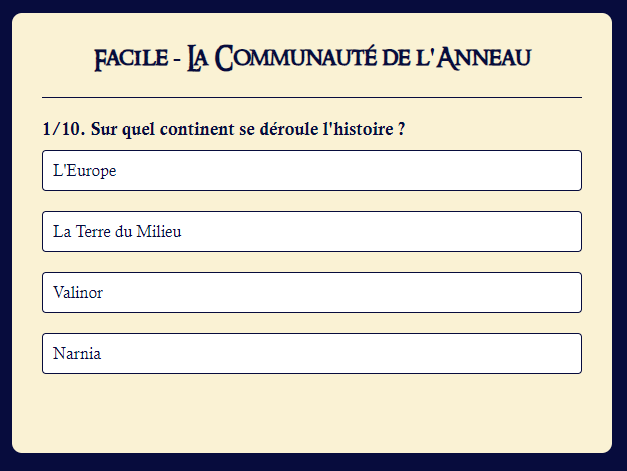 Facile - La Communauté de l'Anneau
1/10. Sur quel continent se déroule l'histoire ?
L'Europe
La Terre du Milieu
Valinor
Narnia